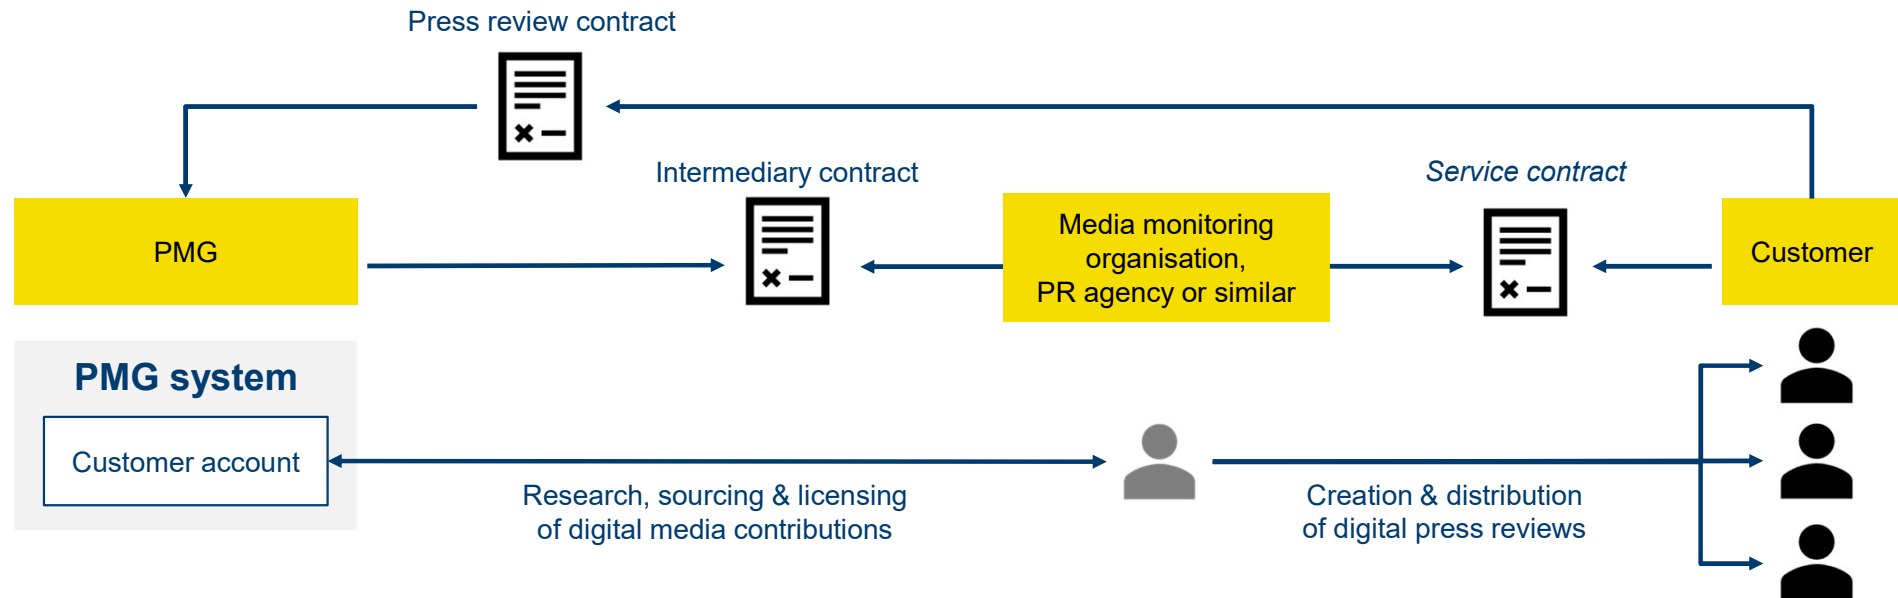 Press review contract
Intermediary contract
Service contract
PMG
Media monitoring
organisation,
PR agency or similar
Customer
PMG system
Customer account
Research, sourcing & licensing
of digital media contributions
Creation & distribution
of digital press reviews